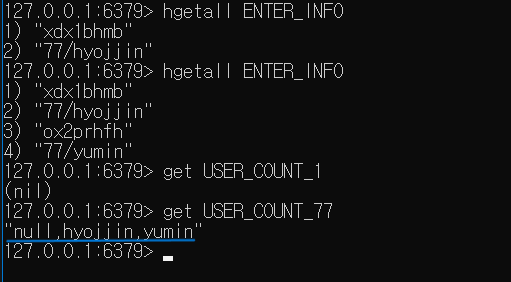 127.0.0.1:6379> hgetall ENTER_INFO
1) "xdx1bhmb"
2) "77/hyojjin"
127.0.0.1:6379> hgetall ENTER_INFO
1) "xdx1bhmb"
2) "77/hyojjin"
3) "ox2prhfh"
4) "77/yumin"
127.0.0.1:6379> get USER_COUNT_1
(nil)
127.0.0.1:6379> get USER_COUNT_77
"null,hyojjin,yumin"
127.0.0.1:6379>